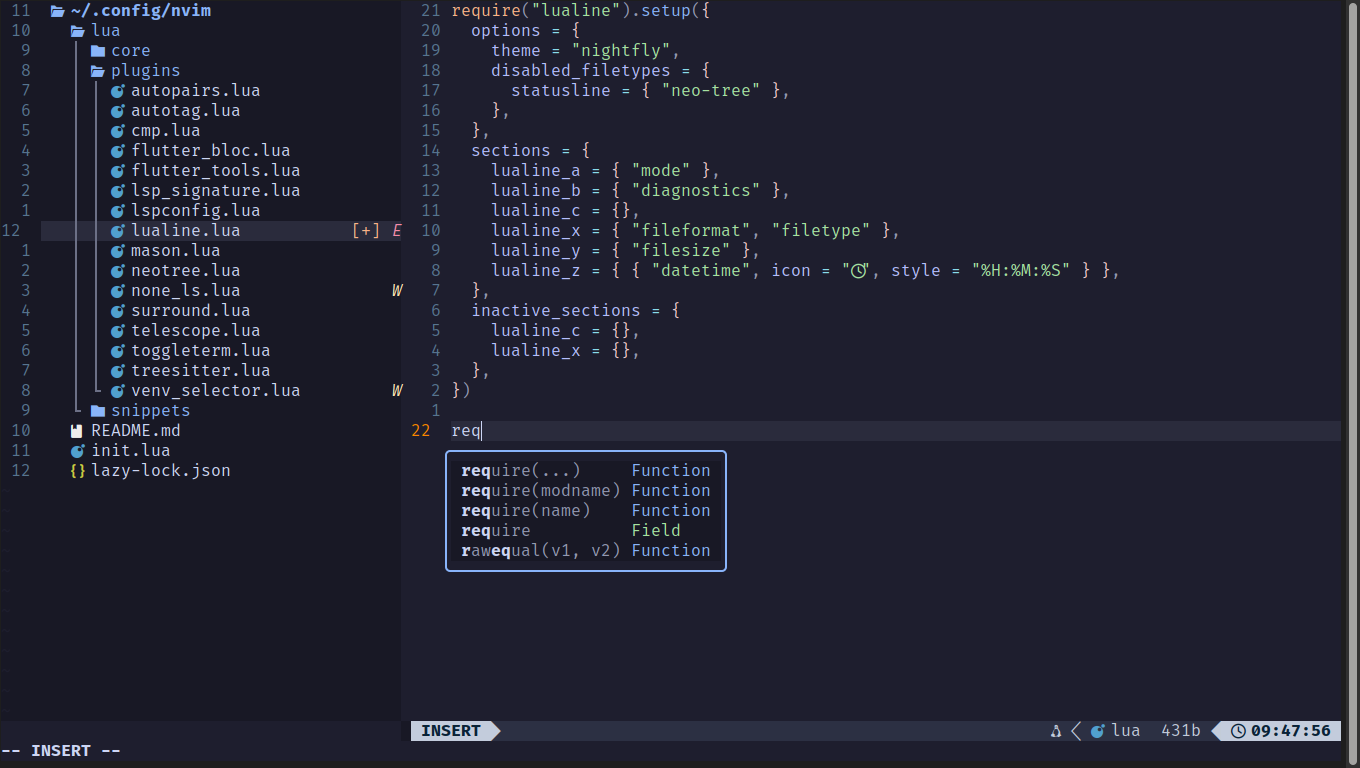 11 ~/.config/nvim
10 lua
9 core
8 plugins
7 autopairs.lua
6 autotag.lua
5 cmp.lua
4 flutter_bloc.lua
3 flutter_tools.lua
2 lsp_signature.lua
1 lspconfig.lua
12 lualine.lua [+] E
1 mason.lua
2 neotree.lua
3 none_ls.lua W
4 surround.lua
5 telescope.lua
6 toggleterm.lua
7 treesitter.lua
8 venv_selector.lua W
9 snippets
10 README.md
11 init.lua
12 {} lazy-lock.json
21 require("lualine").setup({
20 options = {
19 theme = "nightfly",
18 disabled_filetypes = {
17 statusline = { "neo-tree" },
16 },
15 },
14 sections = {
13 lualine_a = { "mode" },
12 lualine_b = { "diagnostics" },
11 lualine_c = {},
10 lualine_x = { "fileformat", "filetype" },
9 lualine_y = { "filesize" },
8 lualine_z = { { "datetime", icon = "", style = "%H:%M:%S" } },
7 },
6 inactive_sections = {
5 lualine_c = {},
4 lualine_x = {},
3 },
2 })
1
22 req
require(...) Function
require(modname) Function
require(name) Function
require Field
rawequal(v1, v2) Function
INSERT lua 431b 09:47:56
-- INSERT --